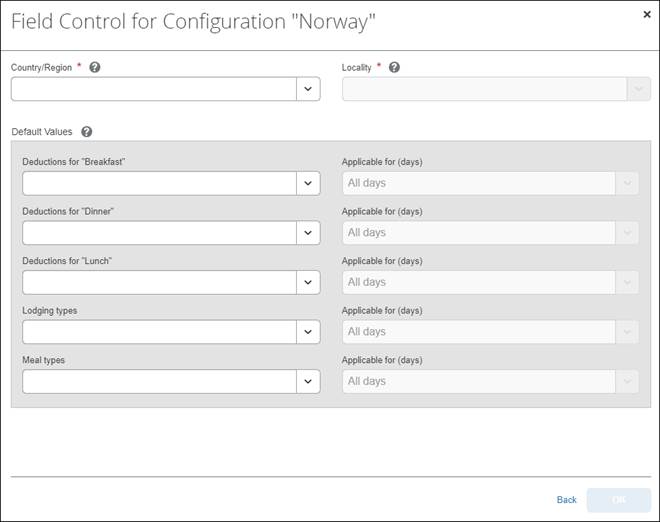 Field Control for Configuration "Norway"
Country/Region * ?
Locality * ?
Default Values ?
Deductions for "Breakfast"
Applicable for (days)
All days
Deductions for "Dinner"
Applicable for (days)
All days
Deductions for "Lunch"
Applicable for (days)
All days
Lodging types
Applicable for (days)
All days
Meal types
Applicable for (days)
All days
Back
OK